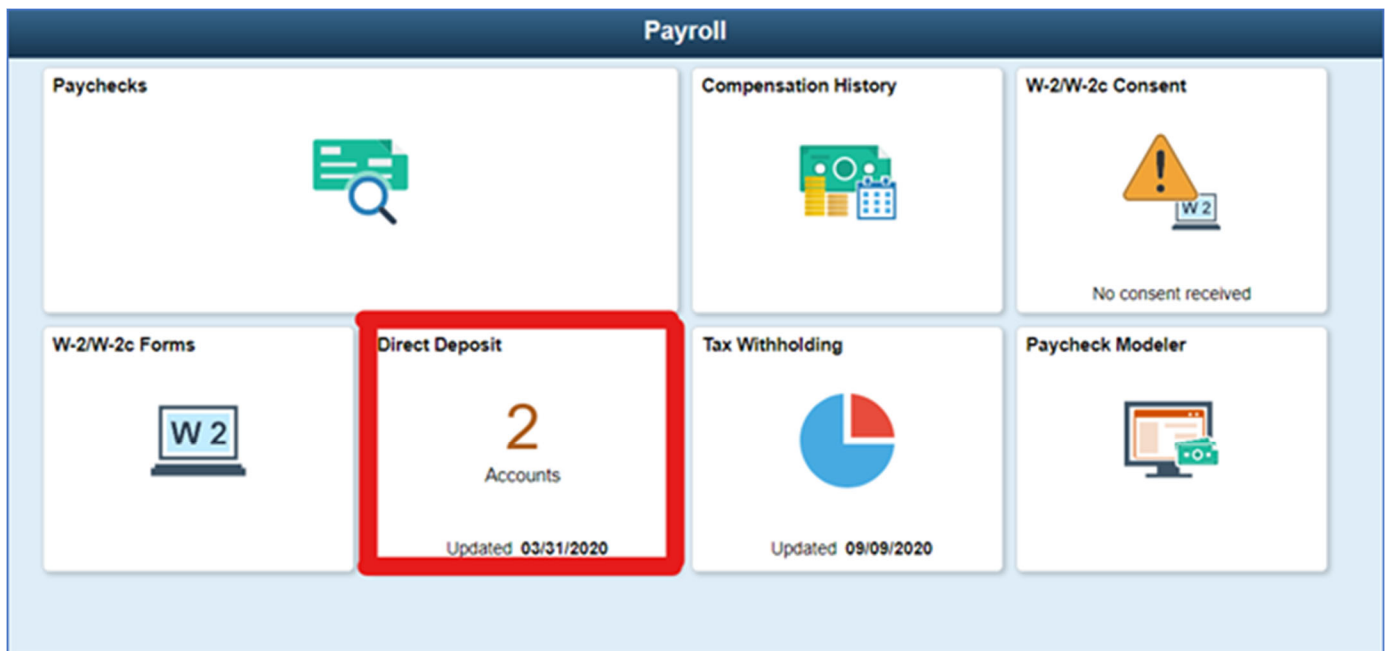 Payroll
Paychecks
Compensation History
W-2/W-2c Consent
W 2
No consent received
W-2/W-2c Forms
W 2
Direct Deposit
2
Accounts
Updated 03/31/2020
Tax Withholding
Updated 09/09/2020
Paycheck Modeler